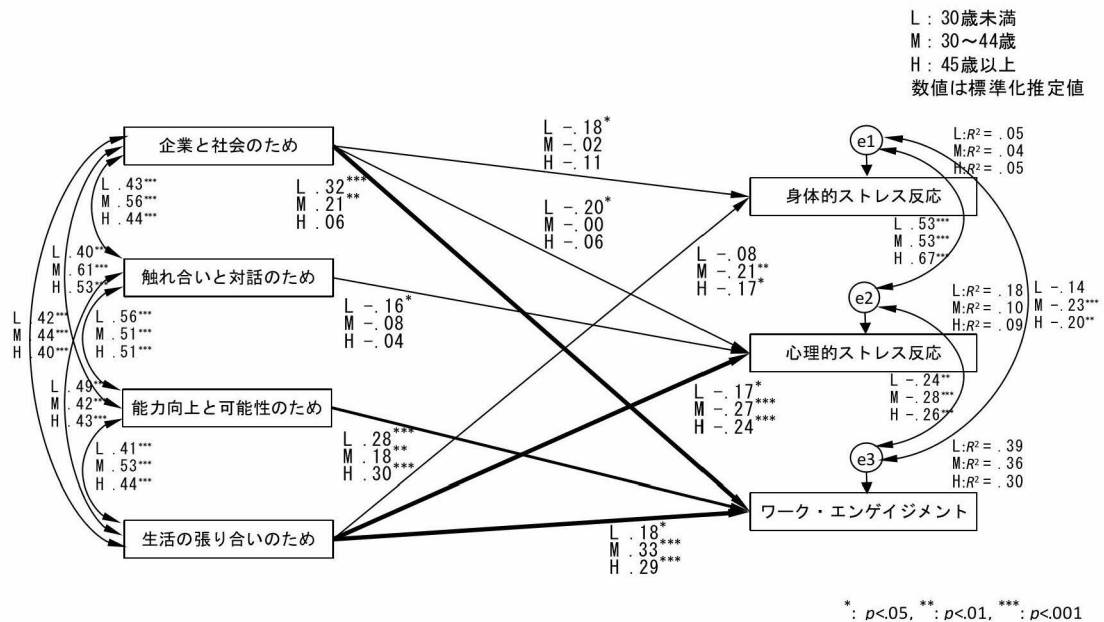 L：30歳未満
M：30～44歳
H：45歳以上
数値は標準化推定値
企業と社会のため
触れ合いと対話のため
能力向上と可能性のため
生活の張り合いのため
L .43***
M .56***
H .44***
L .40***
M .61***
H .53***
L .42***
M .44***
H .40***
L .56***
M .51***
H .51***
L .49***
M .42***
H .43***
L .41***
M .53***
H .44***
L .32***
M .21**
H .06
L -.18*
M -.02
H -.11
L -.20*
M -.00
H -.06
L -.16*
M -.08
H -.04
L -.08
M -.21**
H -.17*
L -.17*
M -.27***
H -.24***
L .28***
M .18**
H .30***
L .18*
M .33***
H .29***
e1
L:R²= .05
M:R²= .04
H:R²= .05
身体的ストレス反応
L .53***
M .53***
H .67***
e2
L:R²= .18
M:R²= .10
H:R²= .09
L -.14
M -.23***
H -.20**
心理的ストレス反応
L -.24**
M -.28***
H -.26***
e3
L:R²= .39
M:R²= .36
H:R²= .30
ワーク・エンゲイジメント
*: p<.05, **: p<.01, ***: p<.001